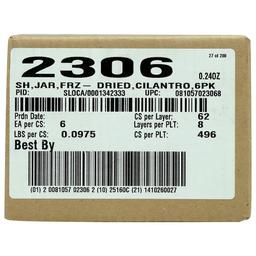 27 of 208
2306
0.24OZ
SH,JAR,FRZ– DRIED,CILANTRO,6PK
PID: SLOCA/0001342333 UPC: 081057023068
Prdn Date: CS per Layer: 62
EA per CS: 6 Layers per PLT: 8
LBS per CS: 0.0975 CS per PLT: 496
Best By
(01) 2 0081057 02306 2 (10) 25160C (21) 1410260027